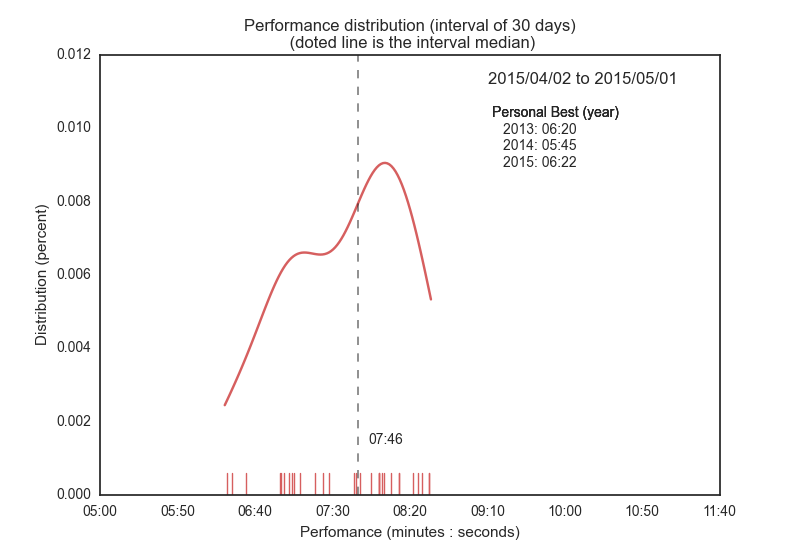 Performance distribution (interval of 30 days)
(doted line is the interval median)
0.012
0.010
0.008
0.006
0.004
0.002
0.000
Distribution (percent)
2015/04/02 to 2015/05/01
Personal Best (year)
2013: 06:20
2014: 05:45
2015: 06:22
07:46
05:00 05:50 06:40 07:30 08:20 09:10 10:00 10:50 11:40
Perfomance (minutes : seconds)